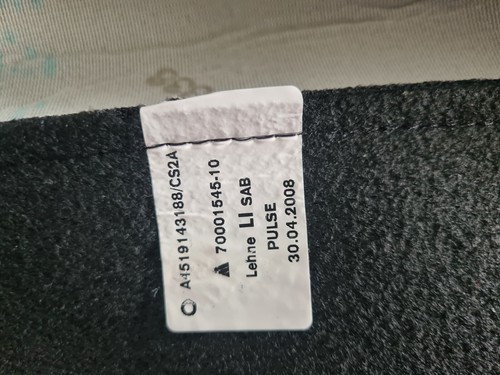 A4519143188/CS2A
70001545-10
Lehne LI SAB
PULSE
30.04.2008